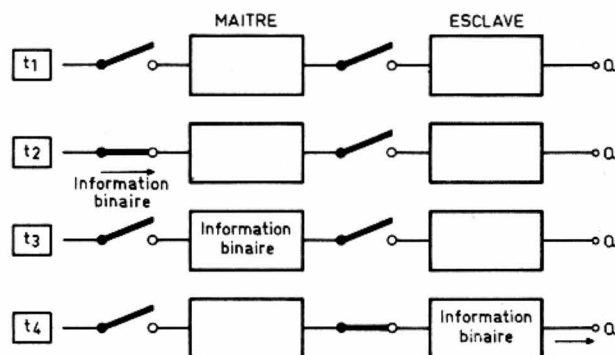 MAITRE ESCLAVE
t1 Q
t2 Q
Information
binaire
t3 Information Q
binaire
t4 Information Q
binaire